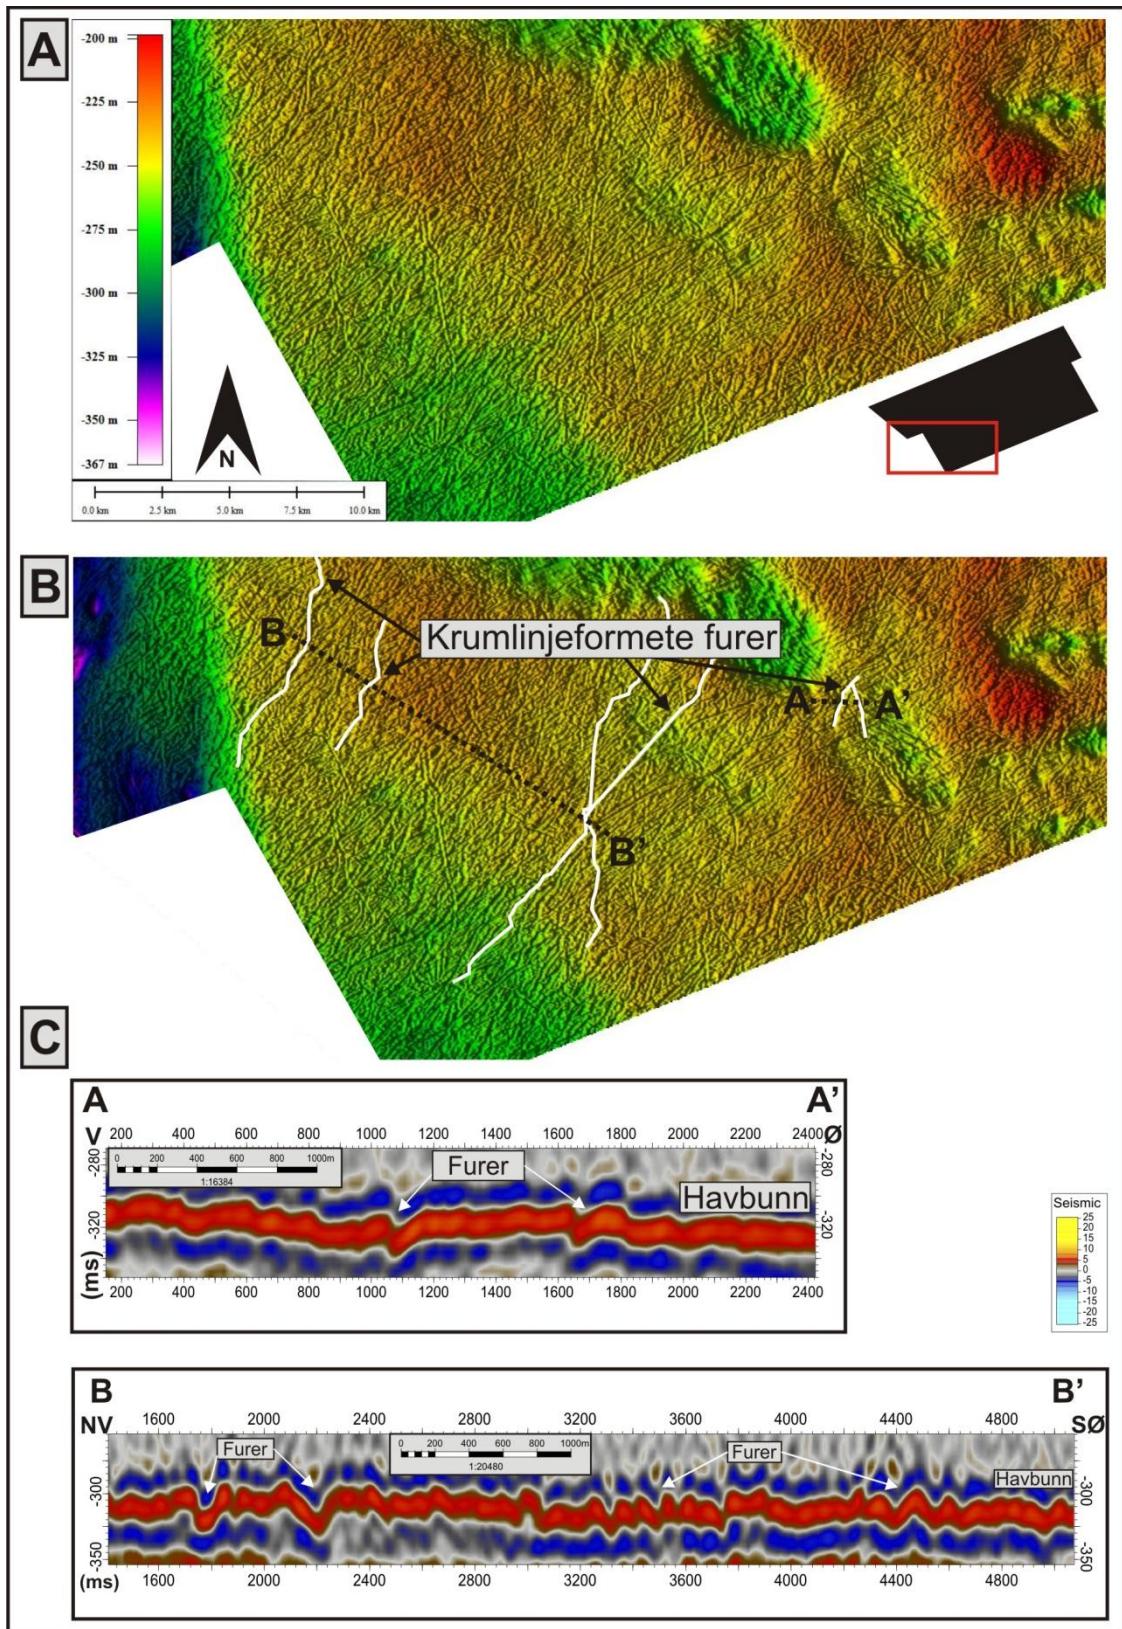 A
-200 m
-225 m
-250 m
-275 m
-300 m
-325 m
-350 m
-367 m
N
0.0 km 2.5 km 5.0 km 7.5 km 10.0 km
B
Krumlinjeformete furer
B
A A'
B'
C
A A'
V 200 400 600 800 1000 1200 1400 1600 1800 2000 2200 2400 Ø
0 200 400 600 800 1000m
1:16384
Furer
Havbunn
-280 -280
-320 -320
(ms)
200 400 600 800 1000 1200 1400 1600 1800 2000 2200 2400
Seismic
25
20
15
10
5
0
-5
-10
-15
-20
-25
B B'
NV 1600 2000 2400 2800 3200 3600 4000 4400 4800 SØ
Furer
0 200 400 600 800 1000m
1:20480
Furer
Havbunn
-300 -300
-350 -350
(ms) 1600 2000 2400 2800 3200 3600 4000 4400 4800